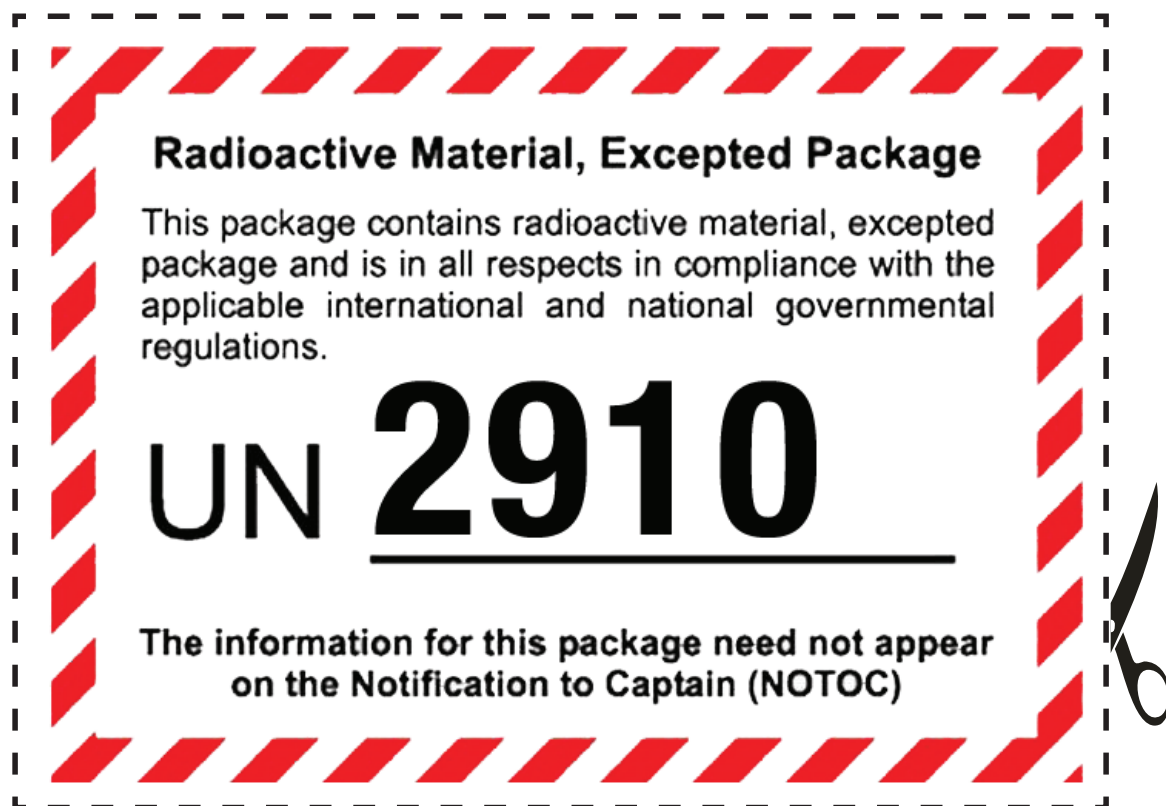 Radioactive Material, Excepted Package
This package contains radioactive material, excepted
package and is in all respects in compliance with the
applicable international and national governmental
regulations.
UN 2910
The information for this package need not appear
on the Notification to Captain (NOTOC)